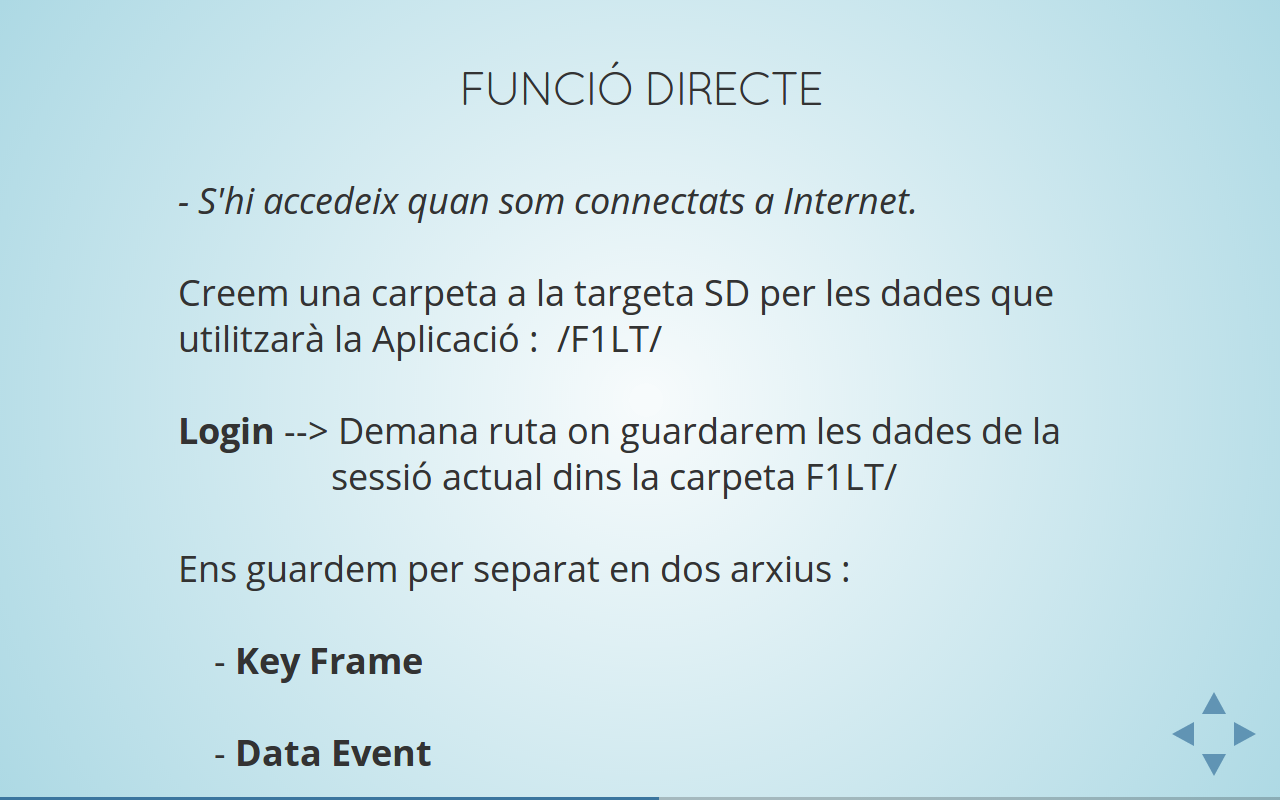 FUNCIÓ DIRECTE
- S'hi accedeix quan som connectats a Internet.
Creem una carpeta a la targeta SD per les dades que
utilitzarà la Aplicació :  /F1LT/
Login --> Demana ruta on guardarem les dades de la
sessió actual dins la carpeta F1LT/
Ens guardem per separat en dos arxius :
- Key Frame
- Data Event